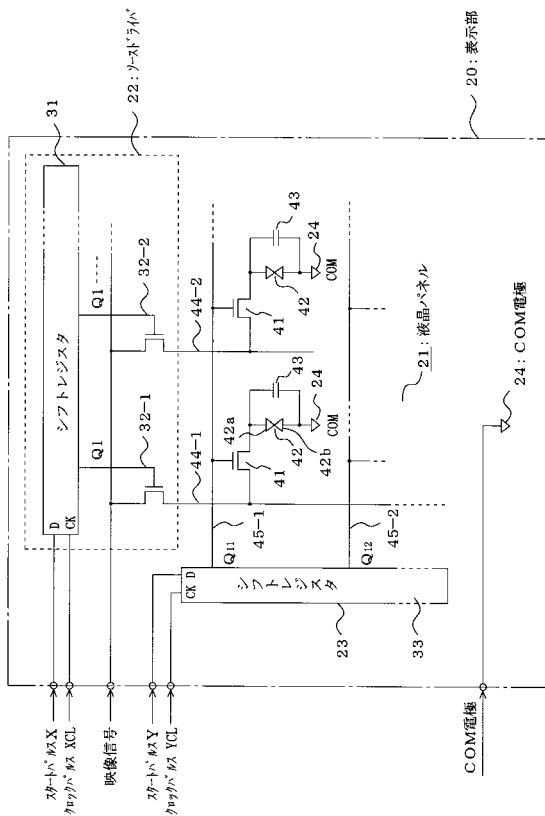 22：ソースドライバ
31
20：表示部
シフトレジスタ
D
CK
Q1
Q1
32-1
32-2
44-1
44-2
43
43
24
24
COM
COM
42
42
42a
42b
41
41
45-1
45-2
Q11
Q12
CK D
シフトレジスタ
23
33
21：液晶パネル
24：COM電極
スタートパルスX
クロックパルス XCL
映像信号
スタートパルスY
クロックパルス YCL
COM電極